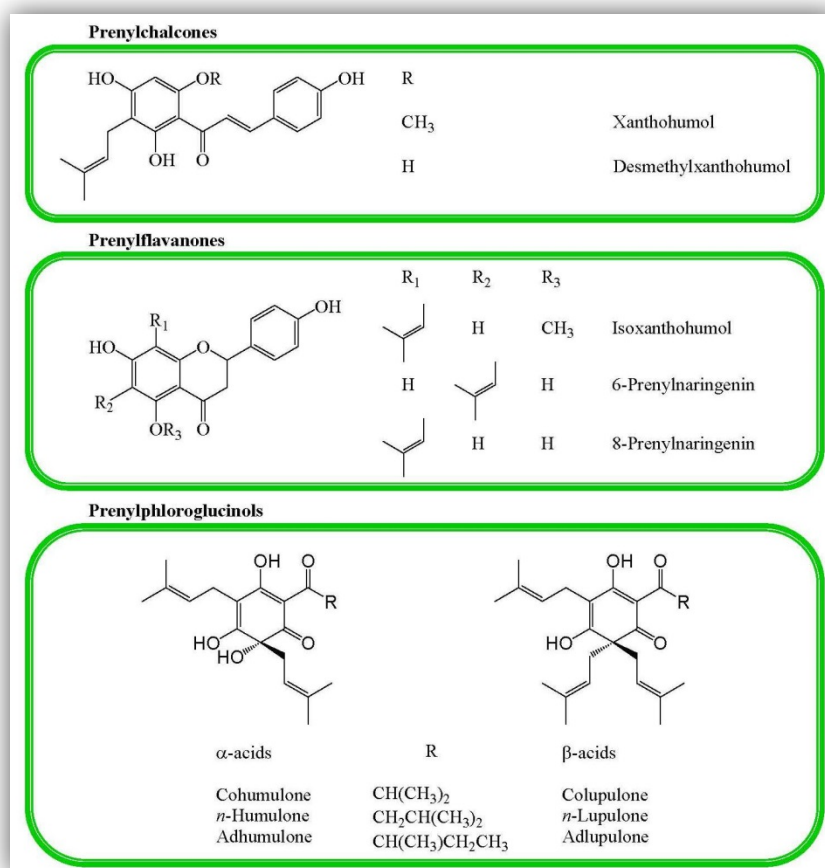 Prenylchalcones
HO OR OH R
CH₃ Xanthohumol
OH O H Desmethylxanthohumol
Prenylflavanones
R₁ R₂ R₃
OH
R₁ H CH₃ Isoxanthohumol
HO O
H H 6-Prenylnaringenin
R₂
OR₃ O H H 8-Prenylnaringenin
Prenylphloroglucinols
OH O OH O
R R
HO O HO O
HO
α-acids R β-acids
Cohumulone CH(CH₃)₂ Colupulone
n-Humulone CH₂CH(CH₃)₂ n-Lupulone
Adhumulone CH(CH₃)CH₂CH₃ Adlupulone